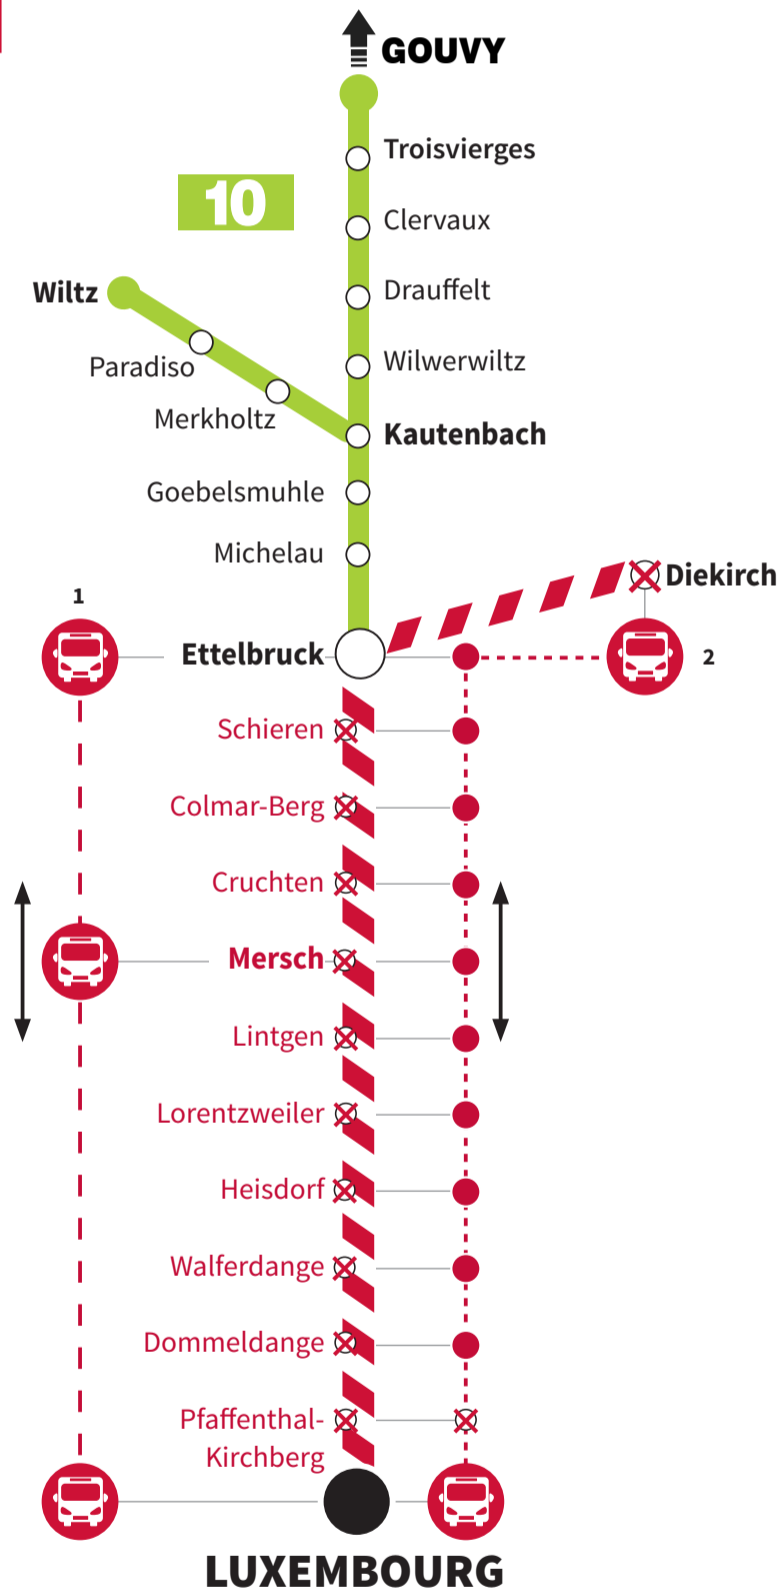 GOUVY
Troisvierges
10
Clervaux
Wiltz
Drauffelt
Paradiso
Wilwerwiltz
Merkholtz
Kautenbach
Goebelsmuhle
Michelau
Diekirch
1
Ettelbruck
2
Schieren
Colmar-Berg
Cruchten
Mersch
Lintgen
Lorentzweiler
Heisdorf
Walferdange
Dommeldange
Pfaffenthal-
Kirchberg
LUXEMBOURG